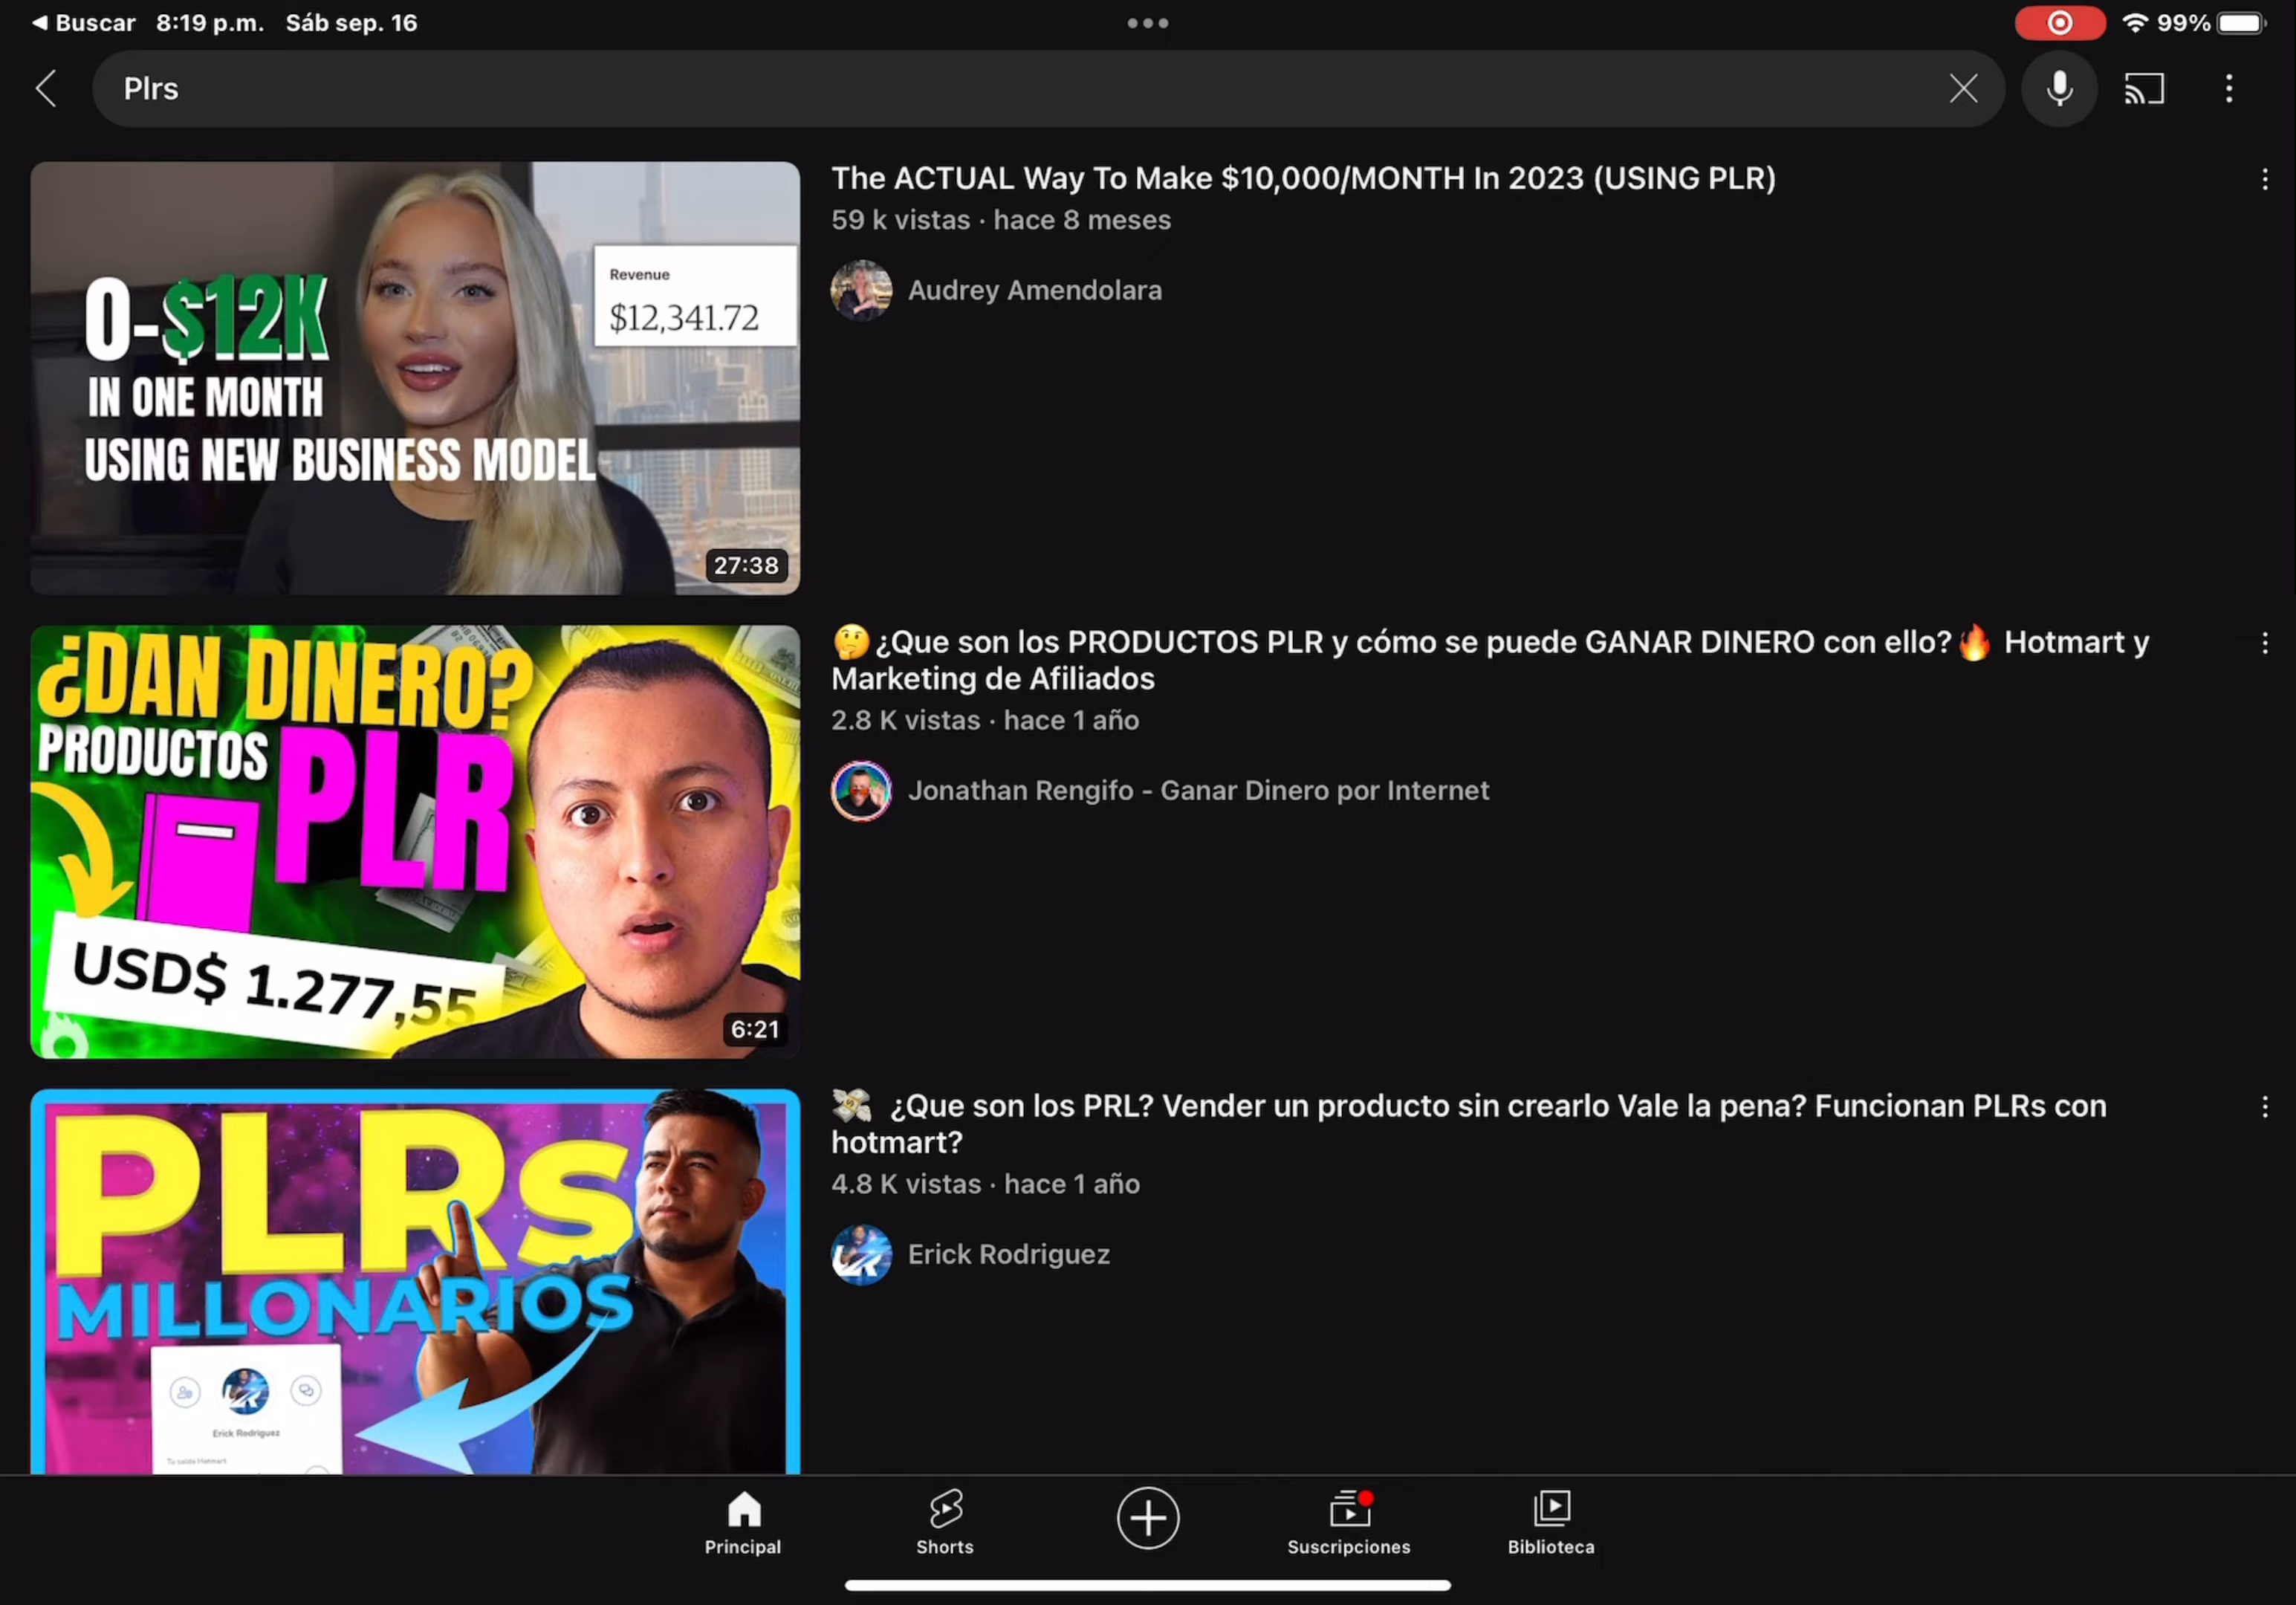 Buscar 8:19 p.m. Sáb sep. 16
99%
Plrs
0-$12K
IN ONE MONTH
USING NEW BUSINESS MODEL
Revenue
$12,341.72
27:38
The ACTUAL Way To Make $10,000/MONTH In 2023 (USING PLR)
59 k vistas · hace 8 meses
Audrey Amendolara
¿DAN DINERO?
PRODUCTOS
PLR
USD$ 1.277,55
6:21
🤔¿Que son los PRODUCTOS PLR y cómo se puede GANAR DINERO con ello?🔥 Hotmart y
Marketing de Afiliados
2.8 K vistas · hace 1 año
Jonathan Rengifo - Ganar Dinero por Internet
PLRs
MILLONARIOS
Erick Rodriguez
Tu saldo Hotmart
💸 ¿Que son los PRL? Vender un producto sin crearlo Vale la pena? Funcionan PLRs con
hotmart?
4.8 K vistas · hace 1 año
Erick Rodriguez
Principal
Shorts
Suscripciones
Biblioteca